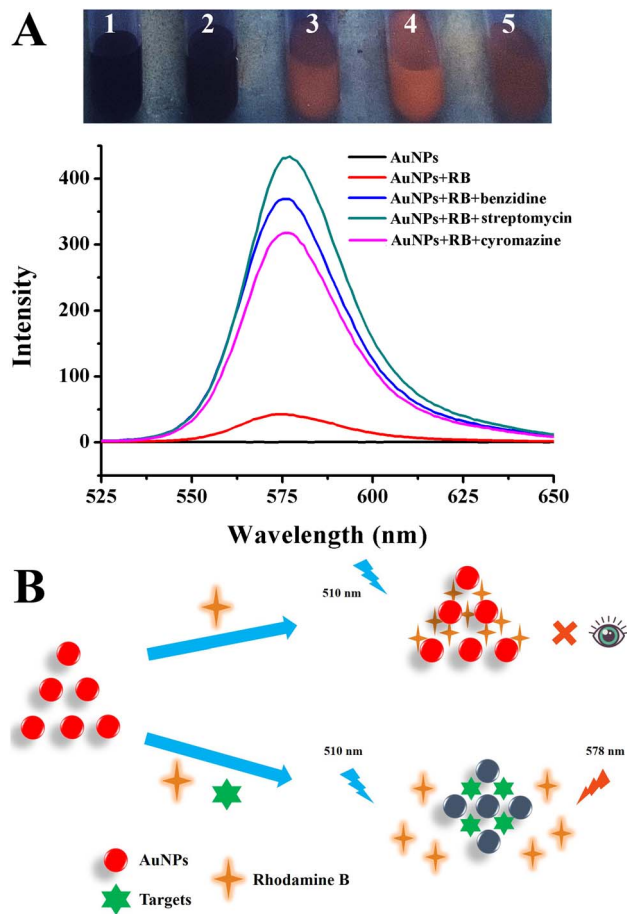 A
1 2 3 4 5
AuNPs
AuNPs+RB
AuNPs+RB+benzidine
AuNPs+RB+streptomycin
AuNPs+RB+cyromazine
400
300
200
100
0
Intensity
525 550 575 600 625 650
Wavelength (nm)
B
510 nm
510 nm
578 nm
AuNPs
Rhodamine B
Targets